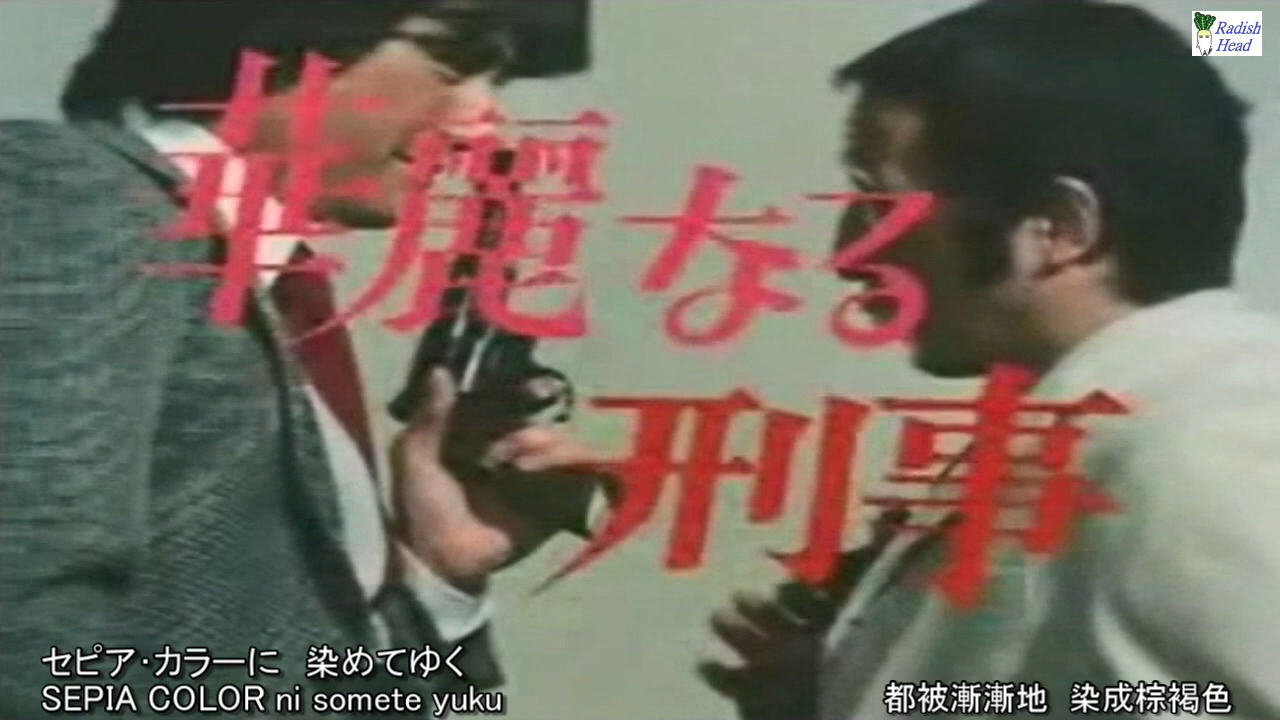 Radish
Head
華麗なる
刑事
セピア・カラーに　染めてゆく
SEPIA COLOR ni somete yuku
都被漸漸地　染成棕褐色